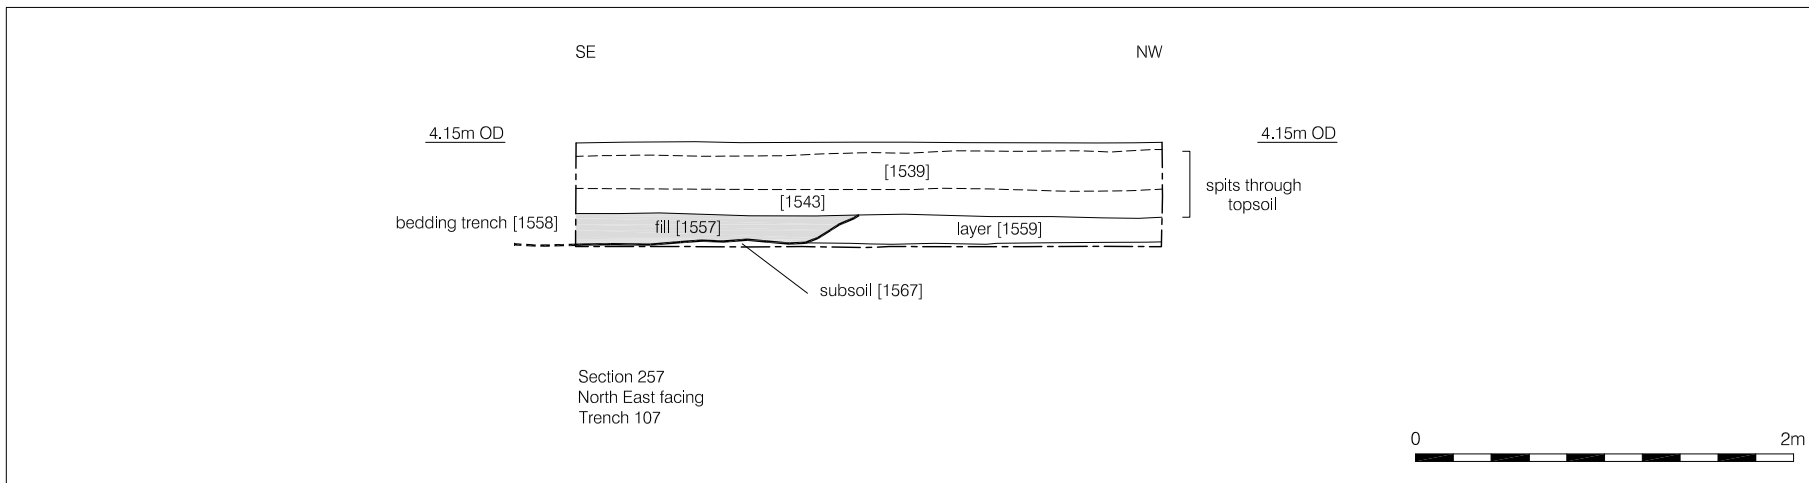 SE
NW
4.15m OD
4.15m OD
[1539]
spits through
topsoil
[1543]
bedding trench [1558]
fill [1557]
layer [1559]
subsoil [1567]
Section 257
North East facing
Trench 107
0
2m